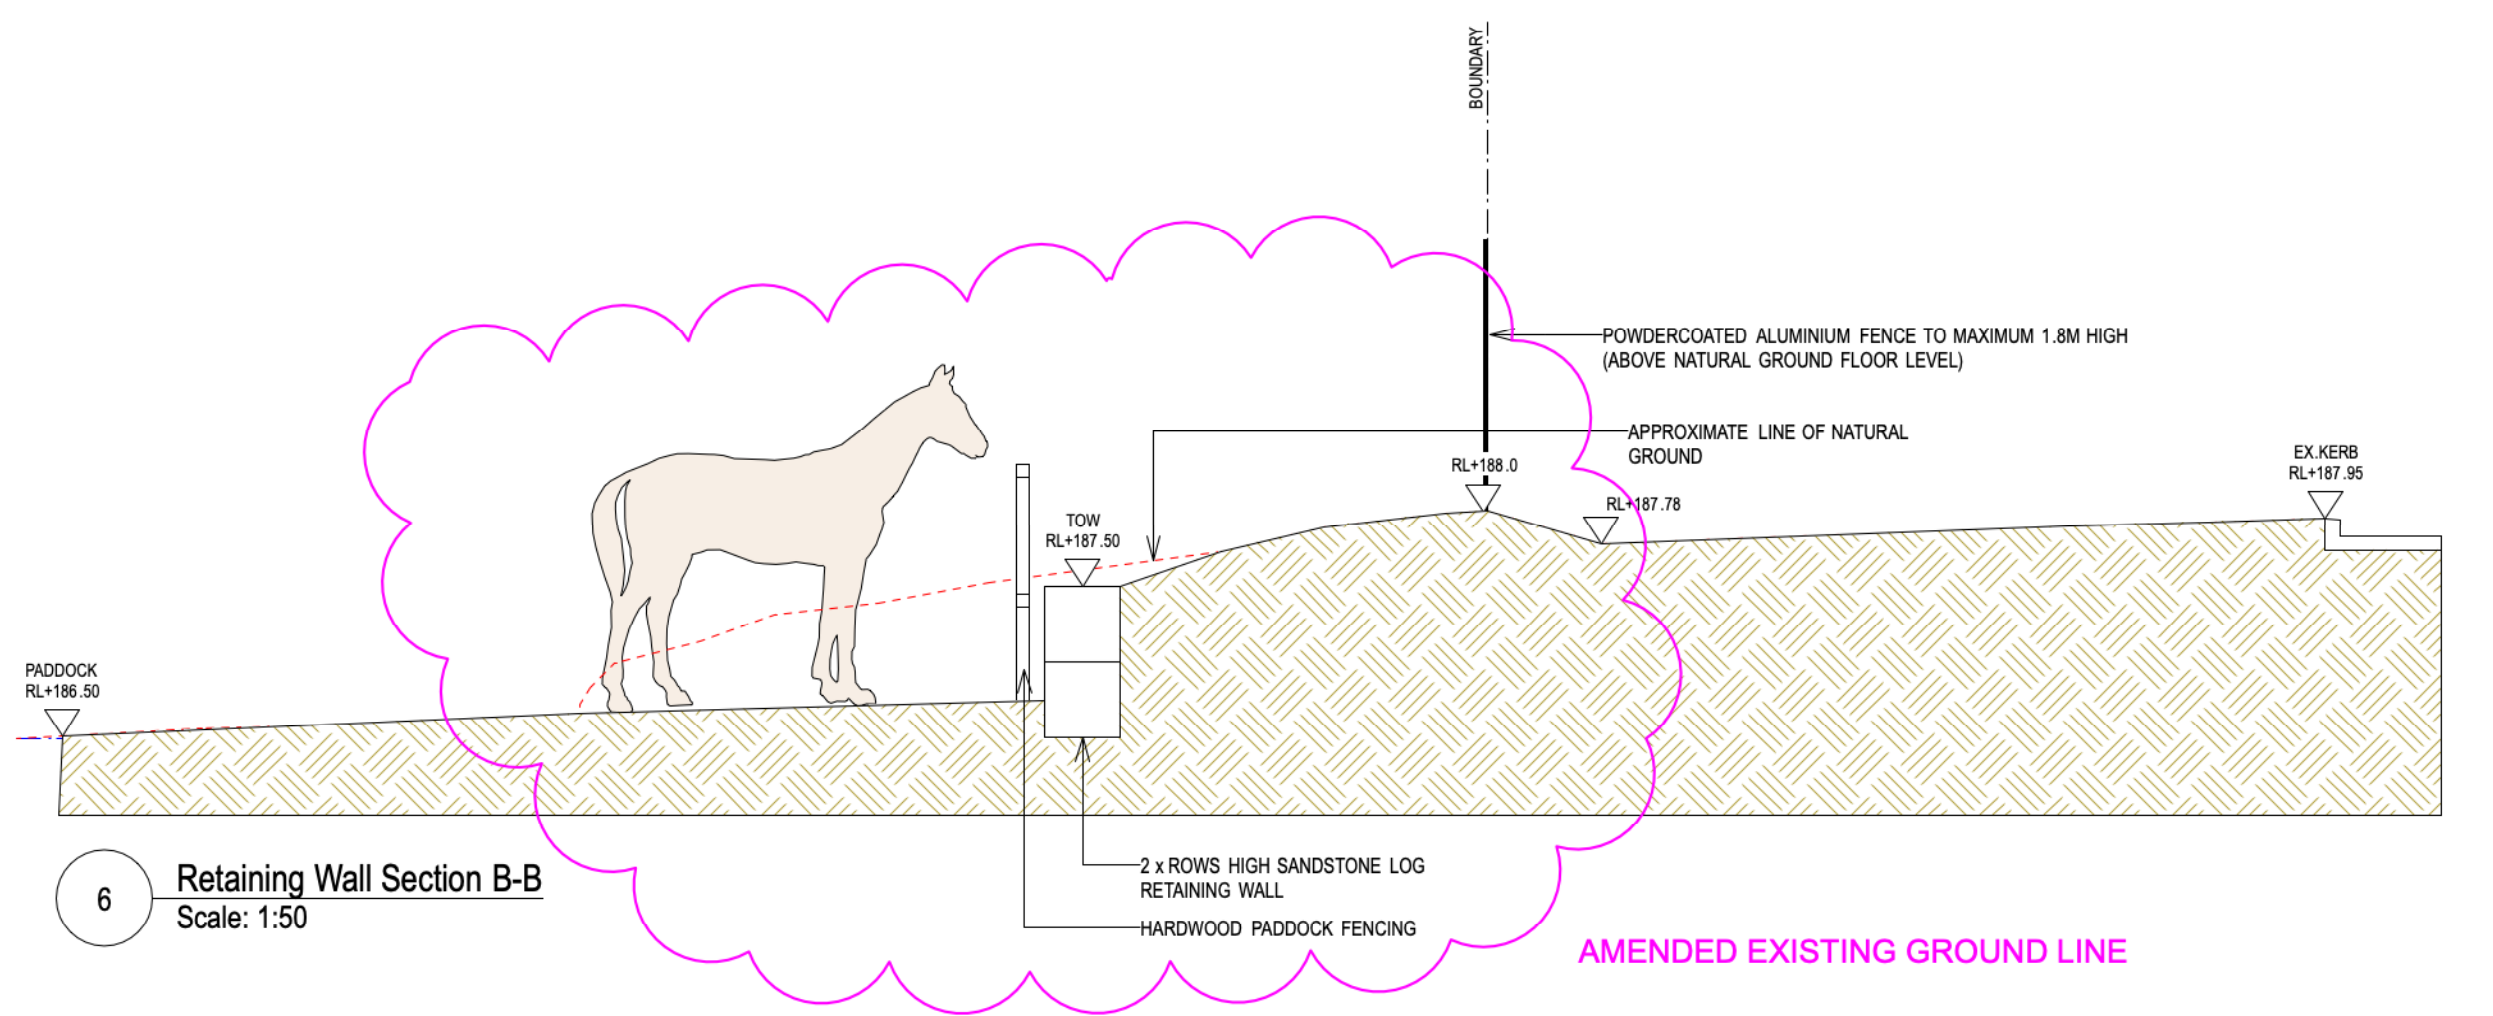 BOUNDARY
POWDERCOATED ALUMINIUM FENCE TO MAXIMUM 1.8M HIGH
(ABOVE NATURAL GROUND FLOOR LEVEL)
APPROXIMATE LINE OF NATURAL
GROUND
RL+188.0
EX.KERB
RL+187.95
RL+187.78
TOW
RL+187.50
PADDOCK
RL+186.50
2 x ROWS HIGH SANDSTONE LOG
RETAINING WALL
HARDWOOD PADDOCK FENCING
6
Retaining Wall Section B-B
Scale: 1:50
AMENDED EXISTING GROUND LINE